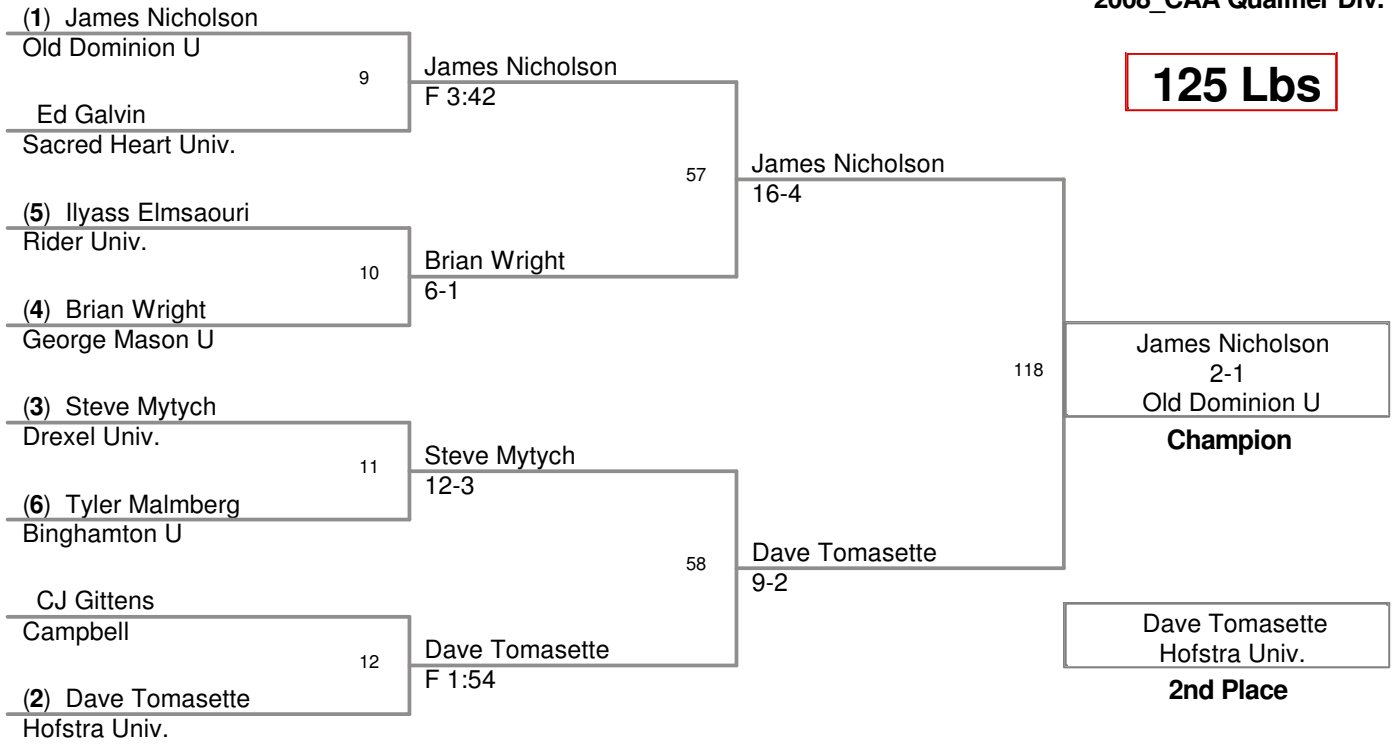 2008_CAA Qualifier Div.
125 Lbs
(1) James Nicholson
Old Dominion U
9
Ed Galvin
Sacred Heart Univ.
James Nicholson
F 3:42
57
(5) Ilyass Elmsaouri
Rider Univ.
10
(4) Brian Wright
George Mason U
Brian Wright
6-1
James Nicholson
16-4
(3) Steve Mytych
Drexel Univ.
11
(6) Tyler Malmberg
Binghamton U
Steve Mytych
12-3
58
CJ Gittens
Campbell
12
(2) Dave Tomasette
Hofstra Univ.
Dave Tomasette
F 1:54
Dave Tomasette
9-2
118
James Nicholson
2-1
Old Dominion U
Champion
Dave Tomasette
Hofstra Univ.
2nd Place